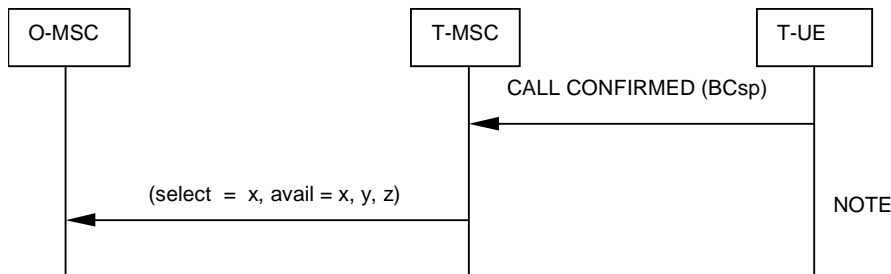 O-MSC T-MSC T-UE
CALL CONFIRMED (BCsp)
(select = x, avail = x, y, z)
NOTE